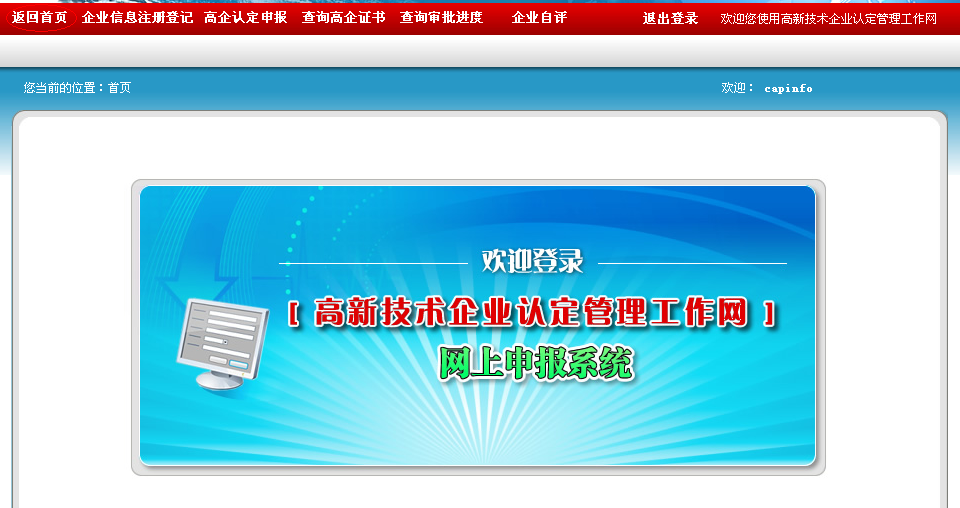 返回首页 企业信息注册登记 高企认定申报 查询高企证书 查询审批进度 企业自评 退出登录 欢迎您使用高新技术企业认定管理工作网
您当前的位置：首页 欢迎： capinfo
欢迎登录
[ 高新技术企业认定管理工作网 ]
网上申报系统